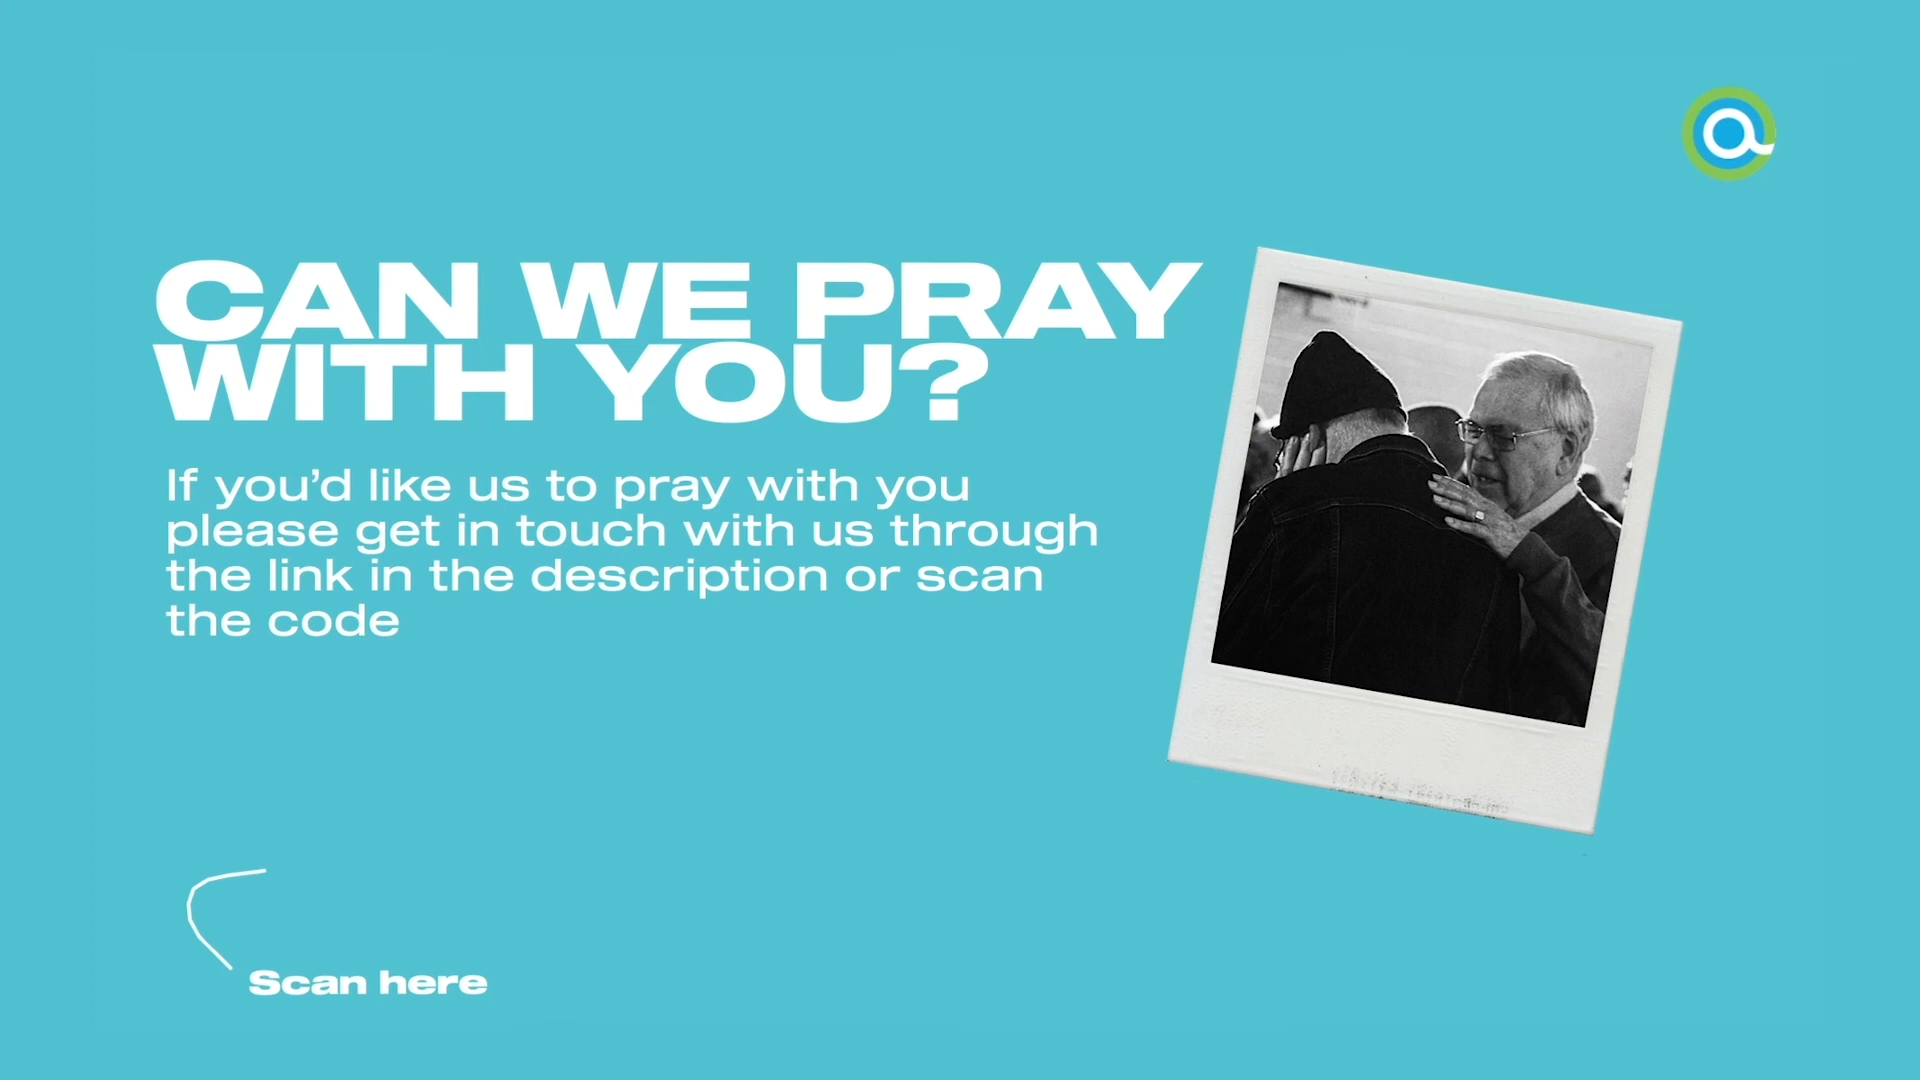 CAN WE PRAY
WITH YOU?
If you’d like us to pray with you
please get in touch with us through
the link in the description or scan
the code
Scan here